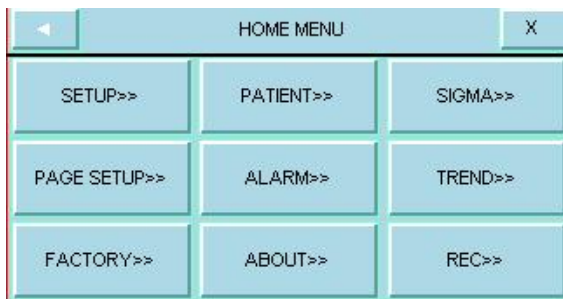 HOME MENU X
SETUP>> PATIENT>> SIGMA>>
PAGE SETUP>> ALARM>> TREND>>
FACTORY>> ABOUT>> REC>>